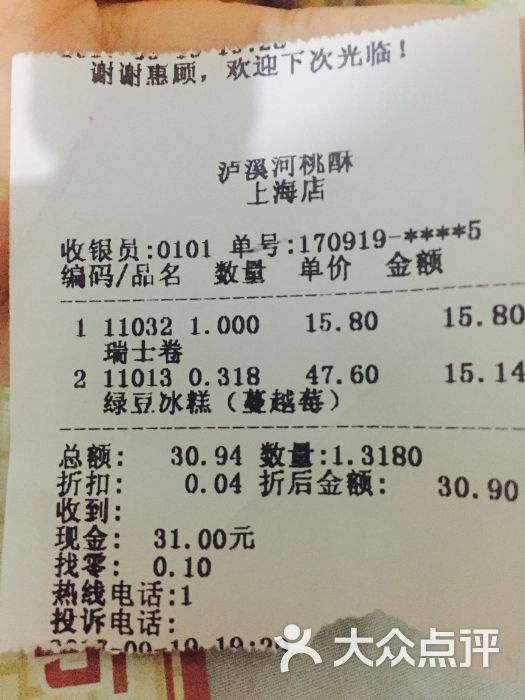 谢谢惠顾，欢迎下次光临！
泸溪河桃酥
上海店
收银员:0101 单号:170919-****5
编码/品名 数量 单价 金额
1 11032 1.000 15.80 15.80
瑞士卷
2 11013 0.318 47.60 15.14
绿豆冰糕（蔓越莓）
总额: 30.94 数量:1.3180
折扣: 0.04 折后金额: 30.90
收到:
现金: 31.00元
找零: 0.10
热线电话:1
投诉电话:
大众点评